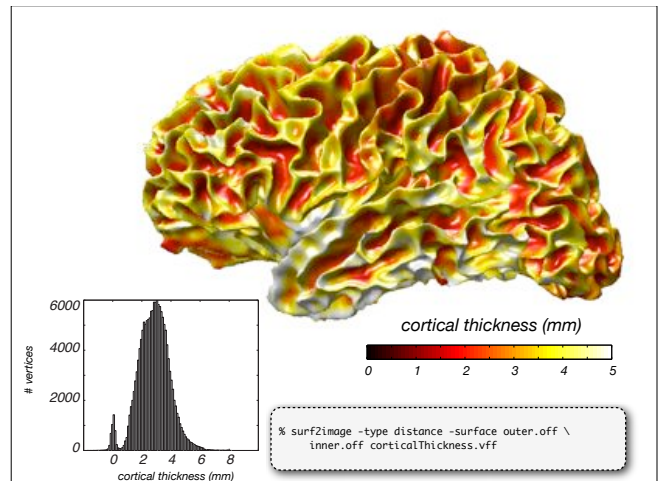 6000
4000
2000
0
# vertices
0 2 4 6 8
cortical thickness (mm)
cortical thickness (mm)
0 1 2 3 4 5
% surf2image -type distance -surface outer.off \
inner.off corticalThickness.vff